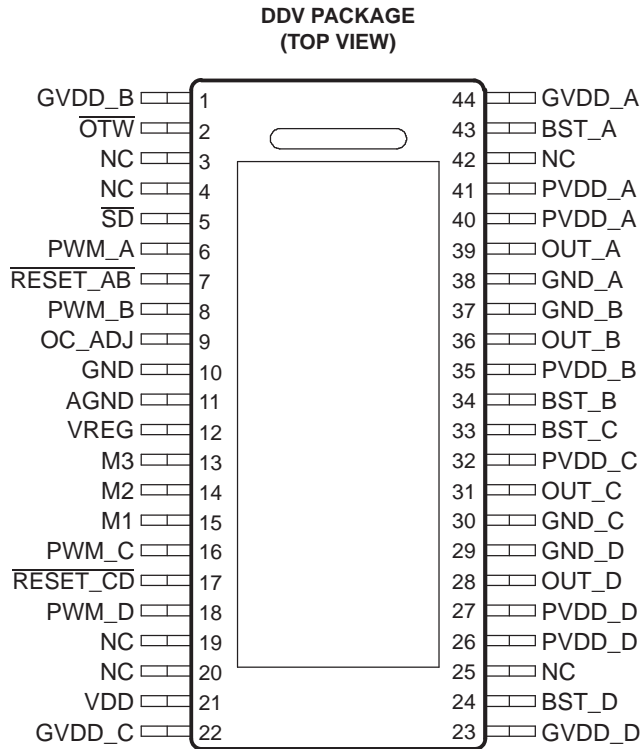 DDV PACKAGE
(TOP VIEW)
GVDD_B 1 44 GVDD_A
OTW 2 43 BST_A
NC 3 42 NC
NC 4 41 PVDD_A
SD 5 40 PVDD_A
PWM_A 6 39 OUT_A
RESET_AB 7 38 GND_A
PWM_B 8 37 GND_B
OC_ADJ 9 36 OUT_B
GND 10 35 PVDD_B
AGND 11 34 BST_B
VREG 12 33 BST_C
M3 13 32 PVDD_C
M2 14 31 OUT_C
M1 15 30 GND_C
PWM_C 16 29 GND_D
RESET_CD 17 28 OUT_D
PWM_D 18 27 PVDD_D
NC 19 26 PVDD_D
NC 20 25 NC
VDD 21 24 BST_D
GVDD_C 22 23 GVDD_D